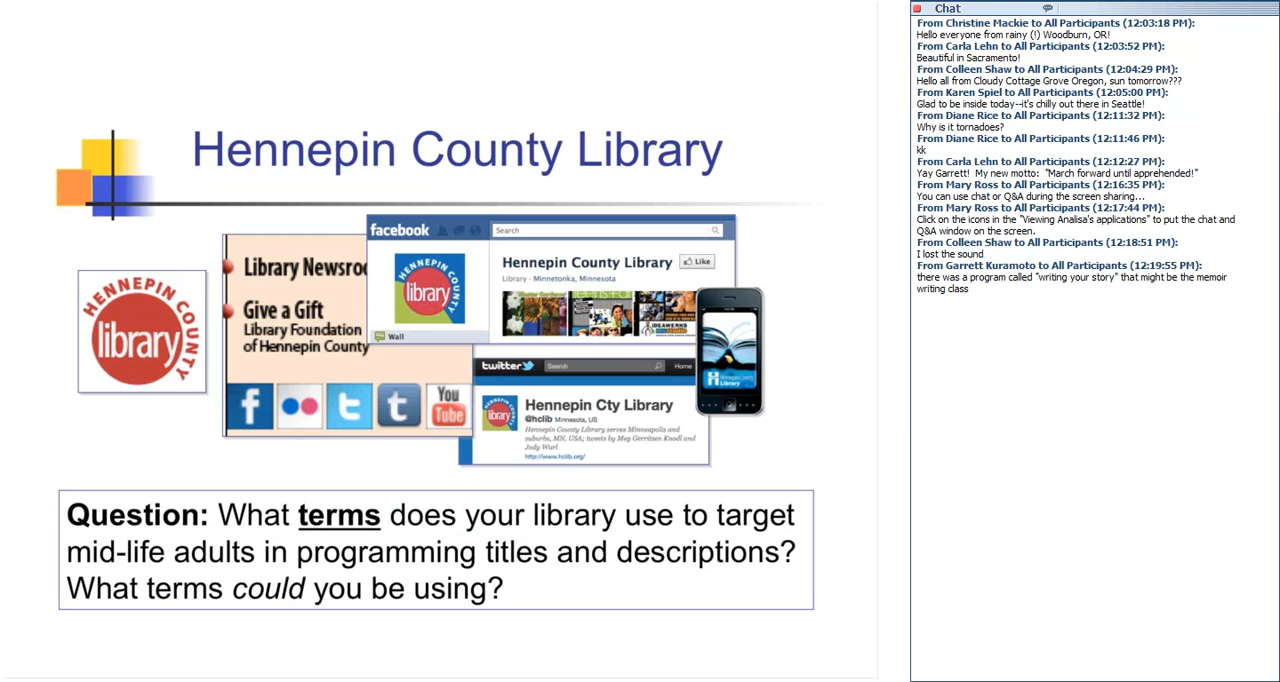 Hennepin County Library
HENNEPIN COUNTY
library
Library Newsroo
Give a Gift
Library Foundation
of Hennepin County
f
t
t
You
Tube
facebook
Search
HENNEPIN COUNTY
library
Hennepin County Library
Like
Library · Minnetonka, Minnesota
IDEAWERKS
Wall
twitter
Search
Home
library
Hennepin Cty Library
@hclib Minnesota, US
Hennepin County Library serves Minneapolis and
suburbs, MN, USA; tweets by Meg Gerritsen Knodl and
Jody Wurl
http://www.hclib.org/
Hennepin County
Library
Question: What terms does your library use to target
mid-life adults in programming titles and descriptions?
What terms could you be using?
Chat
From Christine Mackie to All Participants (12:03:18 PM):
Hello everyone from rainy (!) Woodburn, OR!
From Carla Lehn to All Participants (12:03:52 PM):
Beautiful in Sacramento!
From Colleen Shaw to All Participants (12:04:29 PM):
Hello all from Cloudy Cottage Grove Oregon, sun tomorrow???
From Karen Spiel to All Participants (12:05:00 PM):
Glad to be inside today--it's chilly out there in Seattle!
From Diane Rice to All Participants (12:11:32 PM):
Why is it tornadoes?
From Diane Rice to All Participants (12:11:46 PM):
kk
From Carla Lehn to All Participants (12:12:27 PM):
Yay Garrett! My new motto: "March forward until apprehended!"
From Mary Ross to All Participants (12:16:35 PM):
You can use chat or Q&A during the screen sharing...
From Mary Ross to All Participants (12:17:44 PM):
Click on the icons in the "Viewing Analisa's applications" to put the chat and
Q&A window on the screen.
From Colleen Shaw to All Participants (12:18:51 PM):
I lost the sound
From Garrett Kuramoto to All Participants (12:19:55 PM):
there was a program called "writing your story" that might be the memoir
writing class